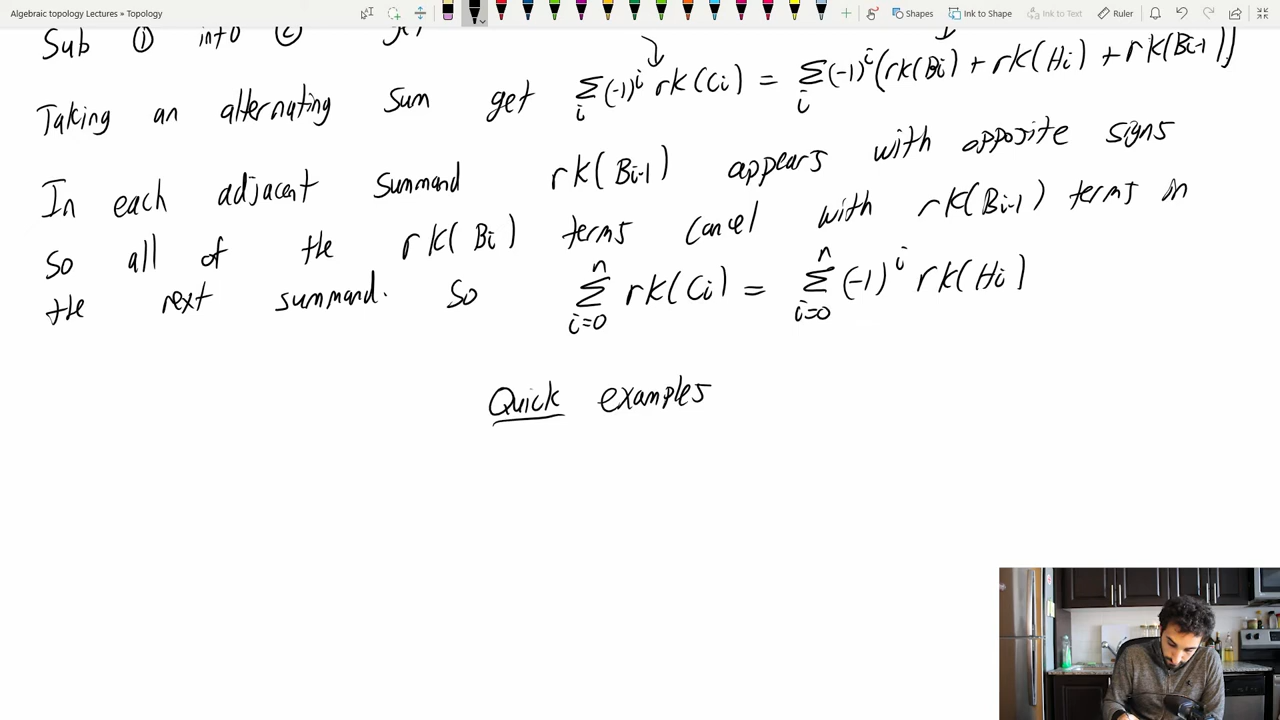 Algebraic topology Lectures » Topology
Shapes Ink to Shape Ink to Text Ruler
Sub ① into ② get
Taking an alternating sum get Σ_i (-1)^i rk(Ci) = Σ_i (-1)^i (rk(Bi) + rk(Hi) + rk(Bi-1))
In each adjacent summand rk(Bi-1) appears with opposite signs
So all of the rk(Bi) terms cancel with rk(Bi-1) terms in
the next summand. So Σ_{i=0}^n rk(Ci) = Σ_{i=0}^n (-1)^i rk(Hi)
Quick examples